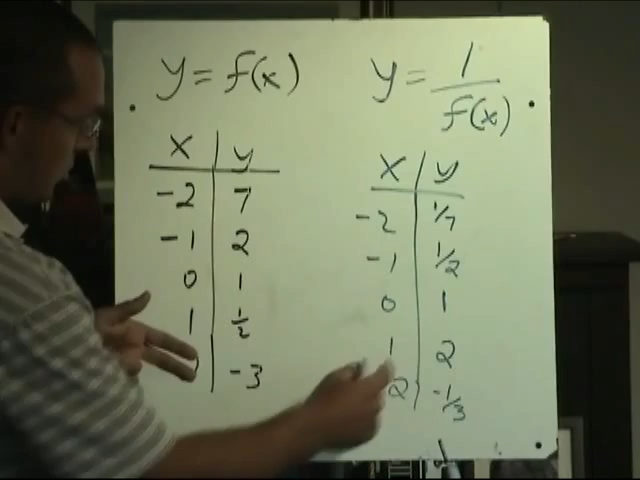 y = f(x)
x y
-2 7
-1 2
0 1
1 1/2
-3
y = 1/f(x)
x y
-2 1/7
-1 1/2
0 1
1 2
2 -1/3